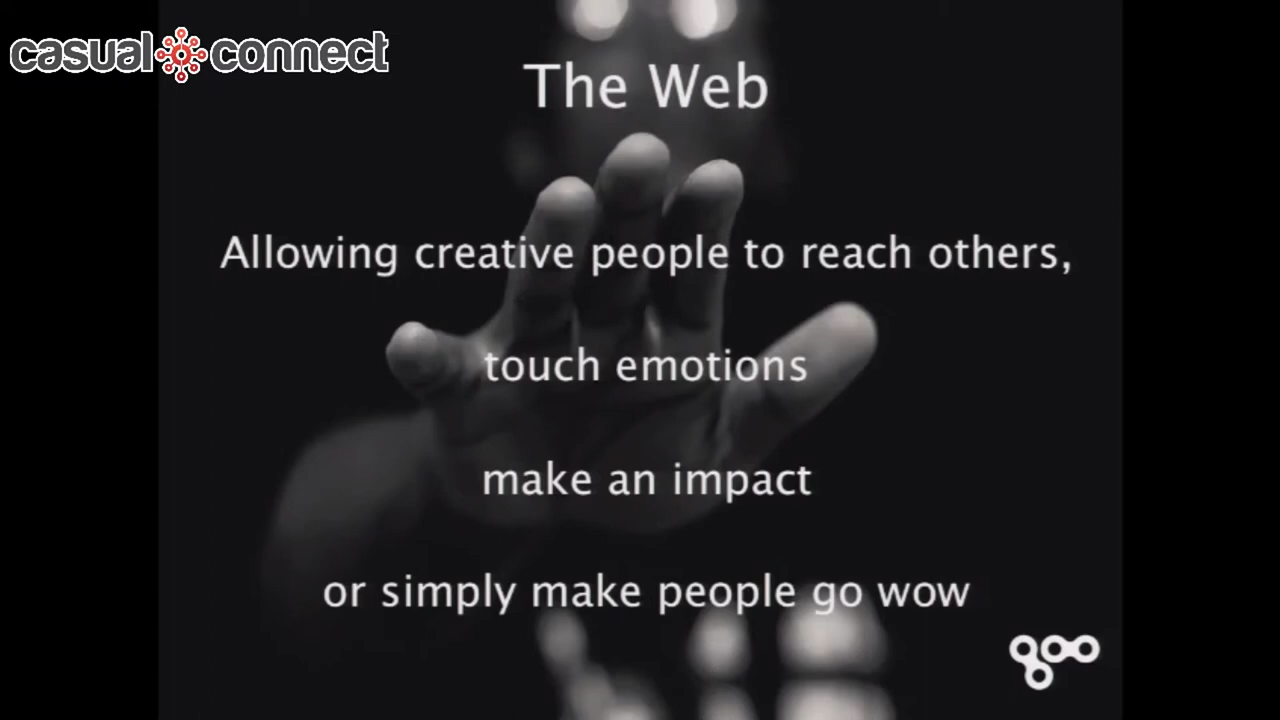 casual connect
The Web
Allowing creative people to reach others,
touch emotions
make an impact
or simply make people go wow
goo